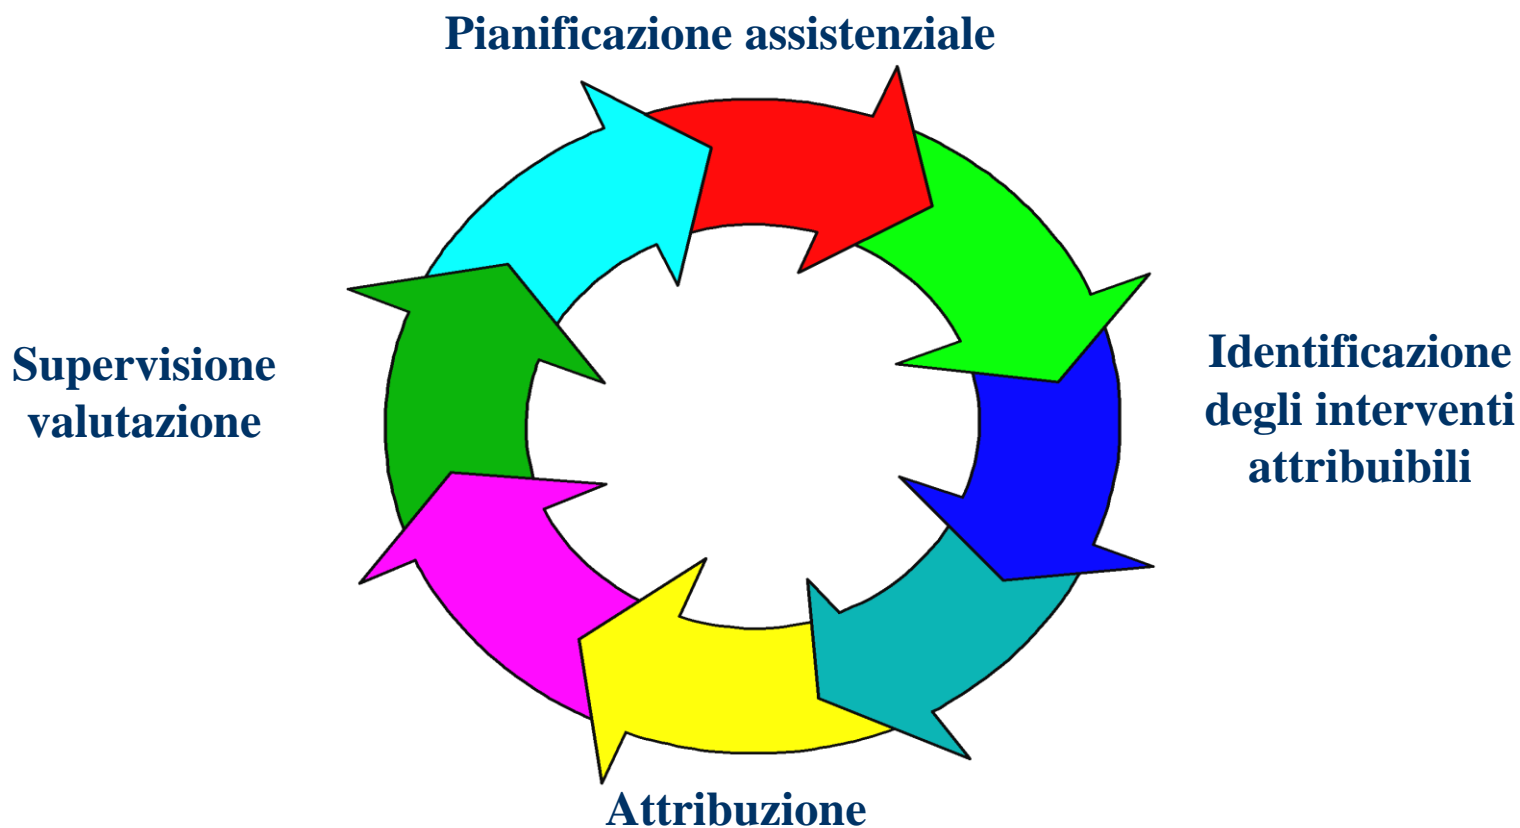 Pianificazione assistenziale
Identificazione
degli interventi
attribuibili
Attribuzione
Supervisione
valutazione